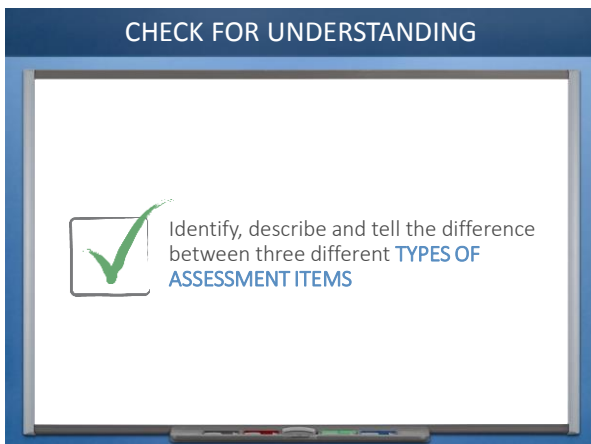 CHECK FOR UNDERSTANDING
Identify, describe and tell the difference
between three different TYPES OF
ASSESSMENT ITEMS